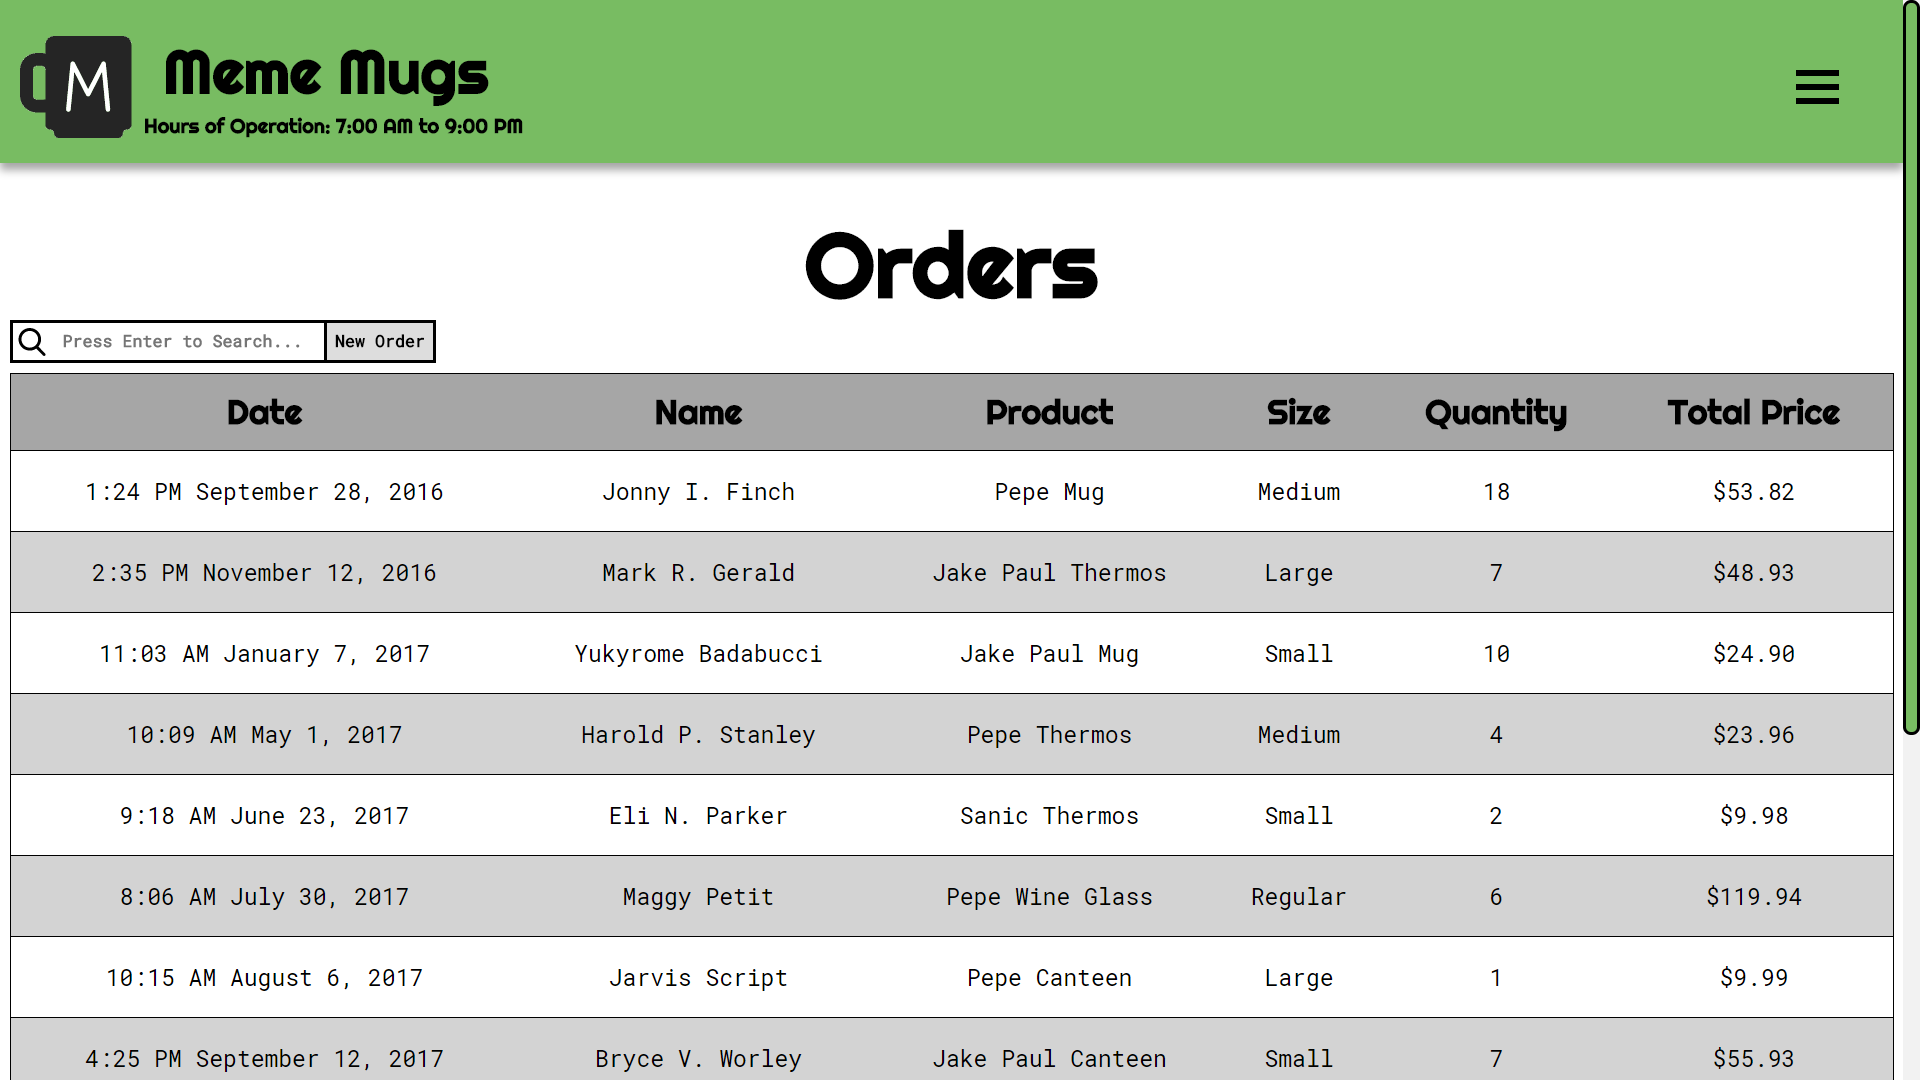 M
Meme Mugs
Hours of Operation: 7:00 AM to 9:00 PM
Orders
Press Enter to Search... New Order
Date Name Product Size Quantity Total Price
1:24 PM September 28, 2016 Jonny I. Finch Pepe Mug Medium 18 $53.82
2:35 PM November 12, 2016 Mark R. Gerald Jake Paul Thermos Large 7 $48.93
11:03 AM January 7, 2017 Yukyrome Badabucci Jake Paul Mug Small 10 $24.90
10:09 AM May 1, 2017 Harold P. Stanley Pepe Thermos Medium 4 $23.96
9:18 AM June 23, 2017 Eli N. Parker Sanic Thermos Small 2 $9.98
8:06 AM July 30, 2017 Maggy Petit Pepe Wine Glass Regular 6 $119.94
10:15 AM August 6, 2017 Jarvis Script Pepe Canteen Large 1 $9.99
4:25 PM September 12, 2017 Bryce V. Worley Jake Paul Canteen Small 7 $55.93